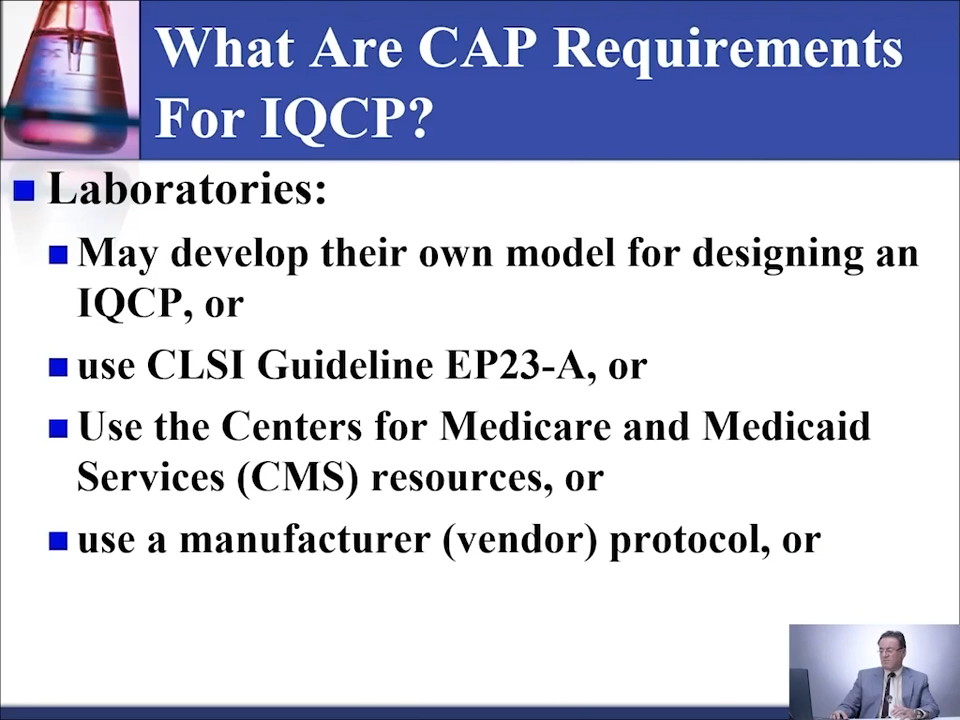 What Are CAP Requirements
For IQCP?
Laboratories:
May develop their own model for designing an
IQCP, or
use CLSI Guideline EP23-A, or
Use the Centers for Medicare and Medicaid
Services (CMS) resources, or
use a manufacturer (vendor) protocol, or